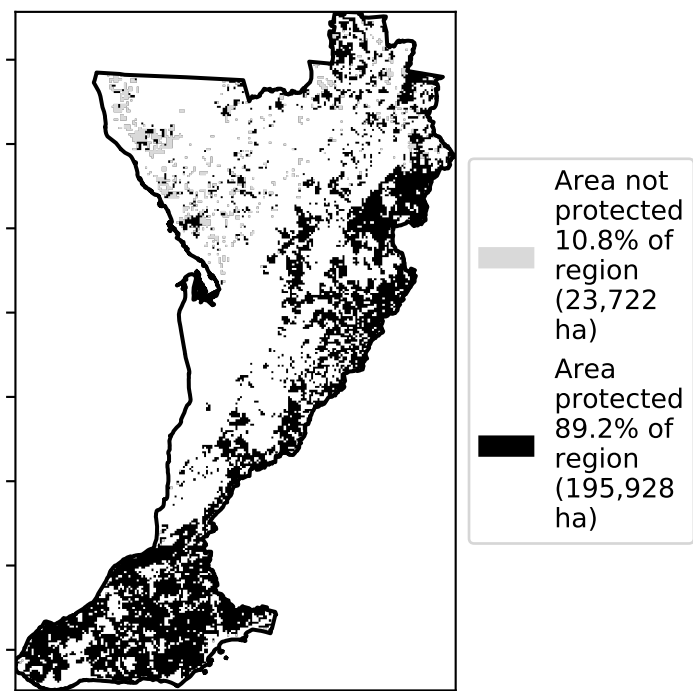 Area not
protected
10.8% of
region
(23,722
ha)
Area
protected
89.2% of
region
(195,928
ha)